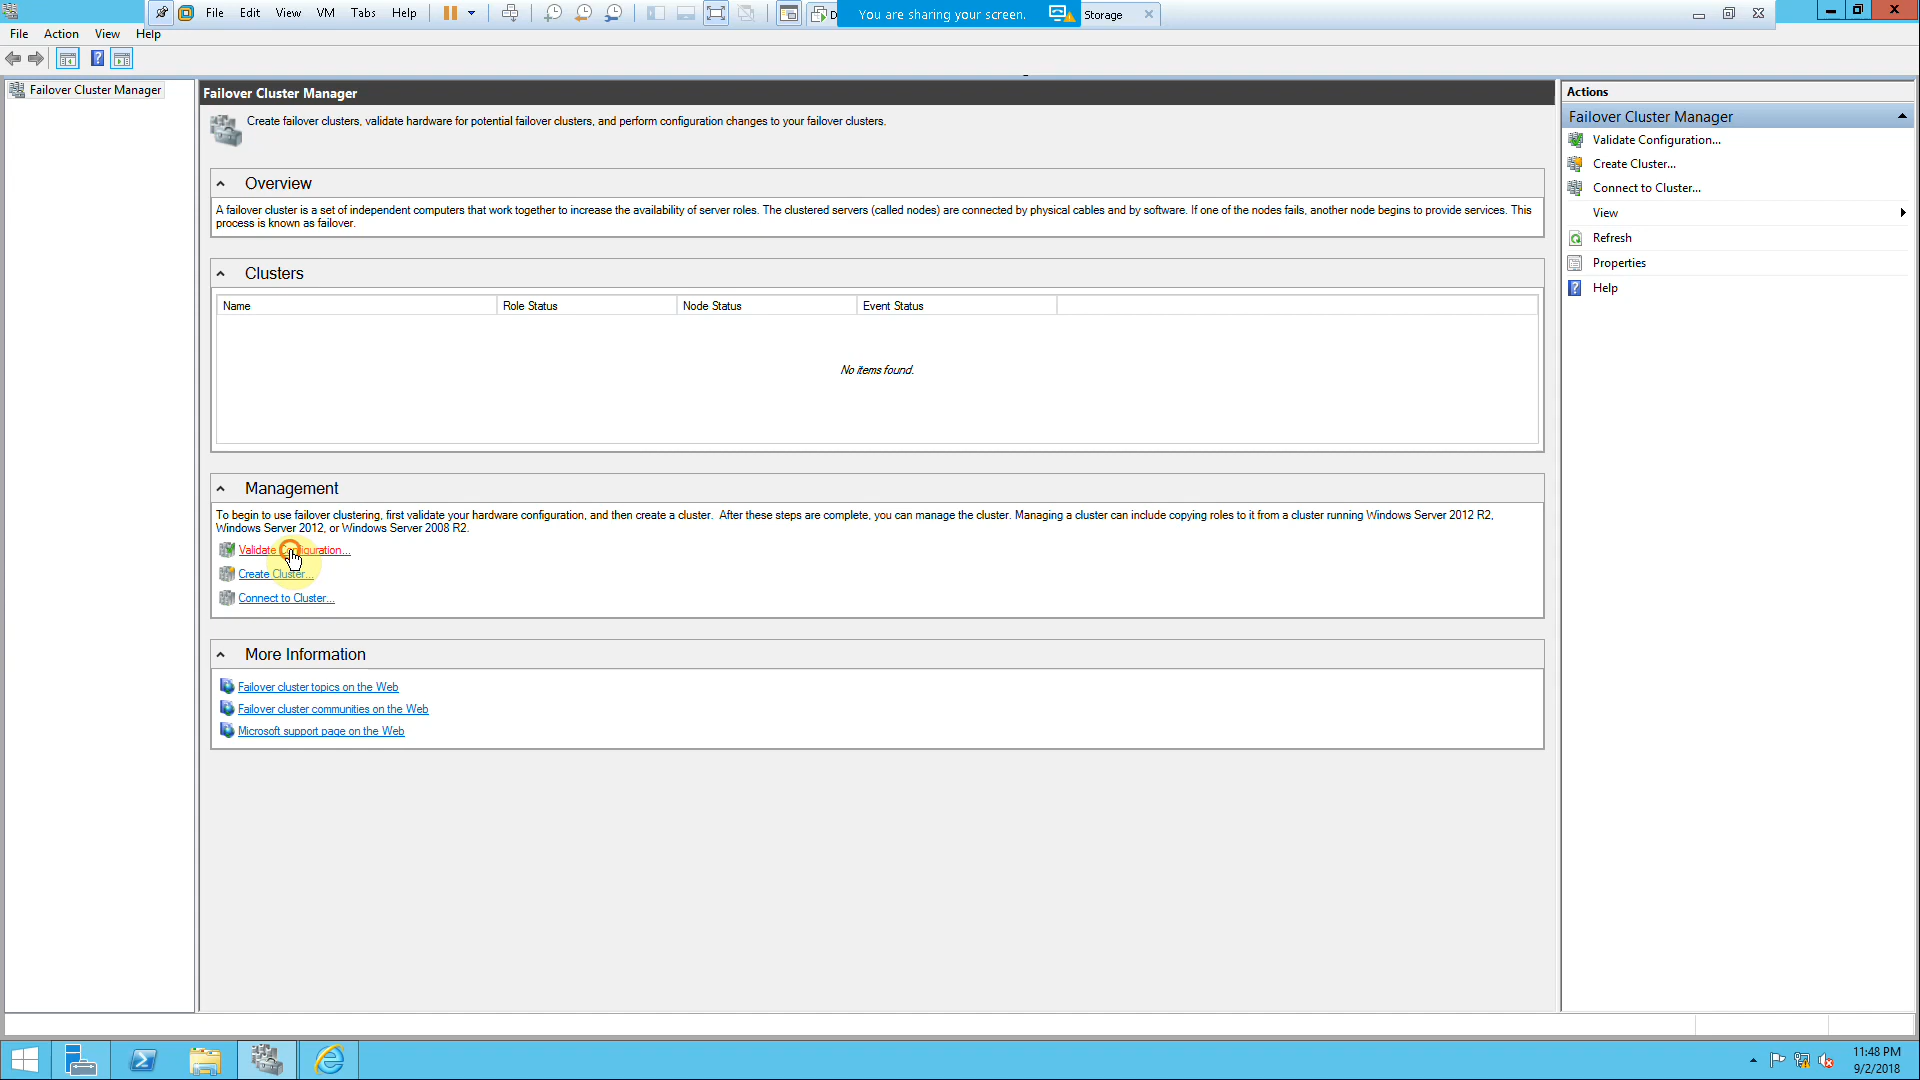 File Edit View VM Tabs Help
You are sharing your screen.
Storage
File Action View Help
Failover Cluster Manager
Failover Cluster Manager
Create failover clusters, validate hardware for potential failover clusters, and perform configuration changes to your failover clusters.
Overview
A failover cluster is a set of independent computers that work together to increase the availability of server roles. The clustered servers (called nodes) are connected by physical cables and by software. If one of the nodes fails, another node begins to provide services. This
process is known as failover.
Clusters
Name Role Status Node Status Event Status
No items found.
Management
To begin to use failover clustering, first validate your hardware configuration, and then create a cluster. After these steps are complete, you can manage the cluster. Managing a cluster can include copying roles to it from a cluster running Windows Server 2012 R2,
Windows Server 2012, or Windows Server 2008 R2.
Validate Configuration...
Create Cluster...
Connect to Cluster...
More Information
Failover cluster topics on the Web
Failover cluster communities on the Web
Microsoft support page on the Web
Actions
Failover Cluster Manager
Validate Configuration...
Create Cluster...
Connect to Cluster...
View
Refresh
Properties
Help
11:48 PM
9/2/2018